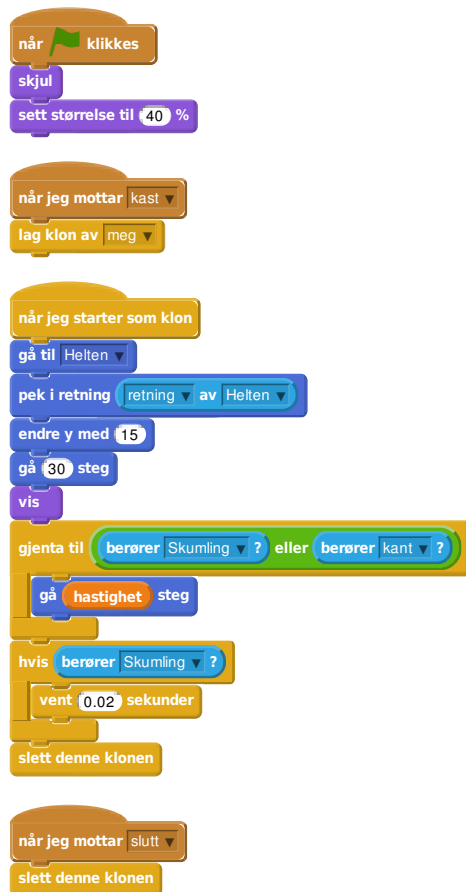 når klikkes
skjul
sett størrelse til 40 %
når jeg mottar kast
lag klon av meg
når jeg starter som klon
gå til Helten
pek i retning retning av Helten
endre y med 15
gå 30 steg
vis
gjenta til berører Skumling ? eller berører kant ?
gå hastighet steg
hvis berører Skumling ?
vent 0.02 sekunder
slett denne klonen
når jeg mottar slutt
slett denne klonen